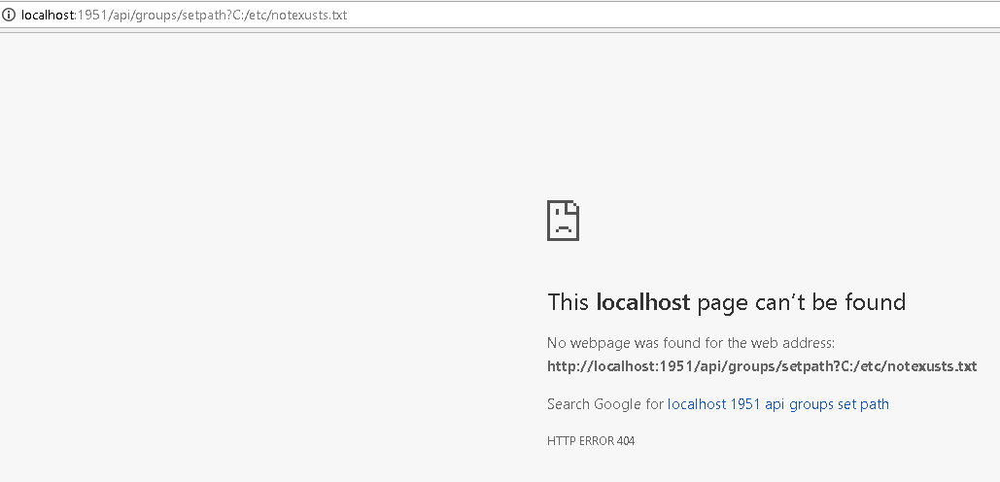 localhost:1951/api/groups/setpath?C:/etc/notexusts.txt
This localhost page can't be found
No webpage was found for the web address:
http://localhost:1951/api/groups/setpath?C:/etc/notexusts.txt
Search Google for localhost 1951 api groups set path
HTTP ERROR 404